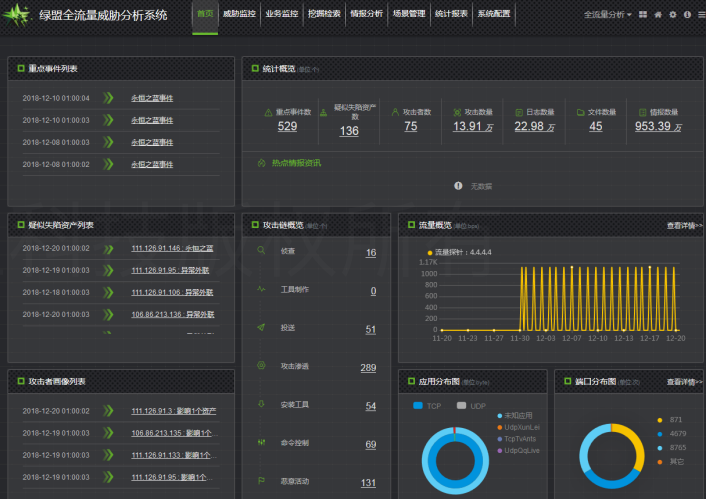 绿盟全流量威胁分析系统
首页 威胁监控 业务监控 挖掘检索 情报分析 场景管理 统计报表 系统配置
全流量分析
重点事件列表
2018-12-10 01:00:04 永恒之蓝事件
2018-12-10 01:00:03 永恒之蓝事件
2018-12-08 01:00:03 永恒之蓝事件
2018-12-08 01:00:02 永恒之蓝事件
统计概览(单位:个)
重点事件数 529
疑似失陷资产数 136
攻击者数 75
攻击数量 13.91 万
日志数量 22.98 万
文件数量 45
情报数量 953.39 万
热点情报资讯
无数据
疑似失陷资产列表
2018-12-20 01:00:02 111.126.91.146 : 永恒之蓝
2018-12-19 01:00:03 111.126.91.95 : 异常外联
2018-12-18 01:00:03 111.126.91.106 : 异常外联
2018-12-20 01:00:03 106.86.213.136 : 异常外联
攻击链概览(单位:个)
侦查 16
工具制作 0
投送 51
攻击渗透 289
安装工具 54
命令控制 69
恶意活动 131
流量概览(单位:bps)
查看详情>>
流量探针:4.4.4.4
1.17K
1000
800
600
400
200
0
11-20 11-23 11-27 11-30 12-03 12-07 12-10 12-13 12-17 12-20
攻击者画像列表
2018-12-20 01:00:02 111.126.91.3 : 影响1个资产
2018-12-19 01:00:03 106.86.213.135 : 影响1个...
2018-12-19 01:00:03 111.126.91.133 : 影响1个...
2018-12-19 01:00:03 111.126.91.95 : 影响1个...
应用分布图(单位:byte)
TCP UDP
未知应用
UdpXunLei
TcpTvAnts
UdpQqLive
端口分布图(单位:次)
查看详情>>
871
4679
8765
其它